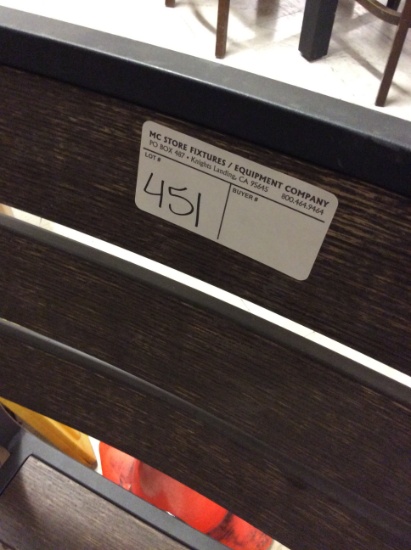 MC STORE FIXTURES / EQUIPMENT COMPANY
PO BOX 487 • Knights Landing, CA 95645 800.464.9464
LOT # BUYER #
451